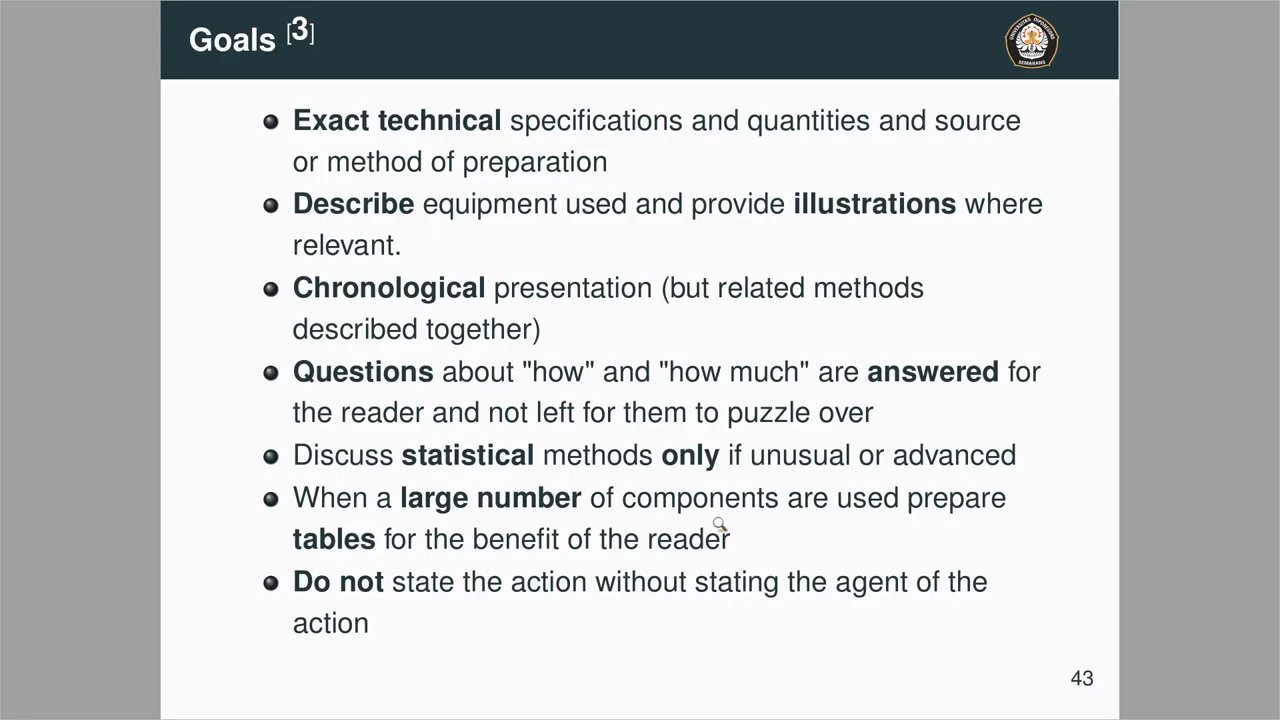 Goals [3]
UNIVERSITAS DIPONEGORO
SEMARANG
Exact technical specifications and quantities and source
or method of preparation
Describe equipment used and provide illustrations where
relevant.
Chronological presentation (but related methods
described together)
Questions about "how" and "how much" are answered for
the reader and not left for them to puzzle over
Discuss statistical methods only if unusual or advanced
When a large number of components are used prepare
tables for the benefit of the reader
Do not state the action without stating the agent of the
action
43